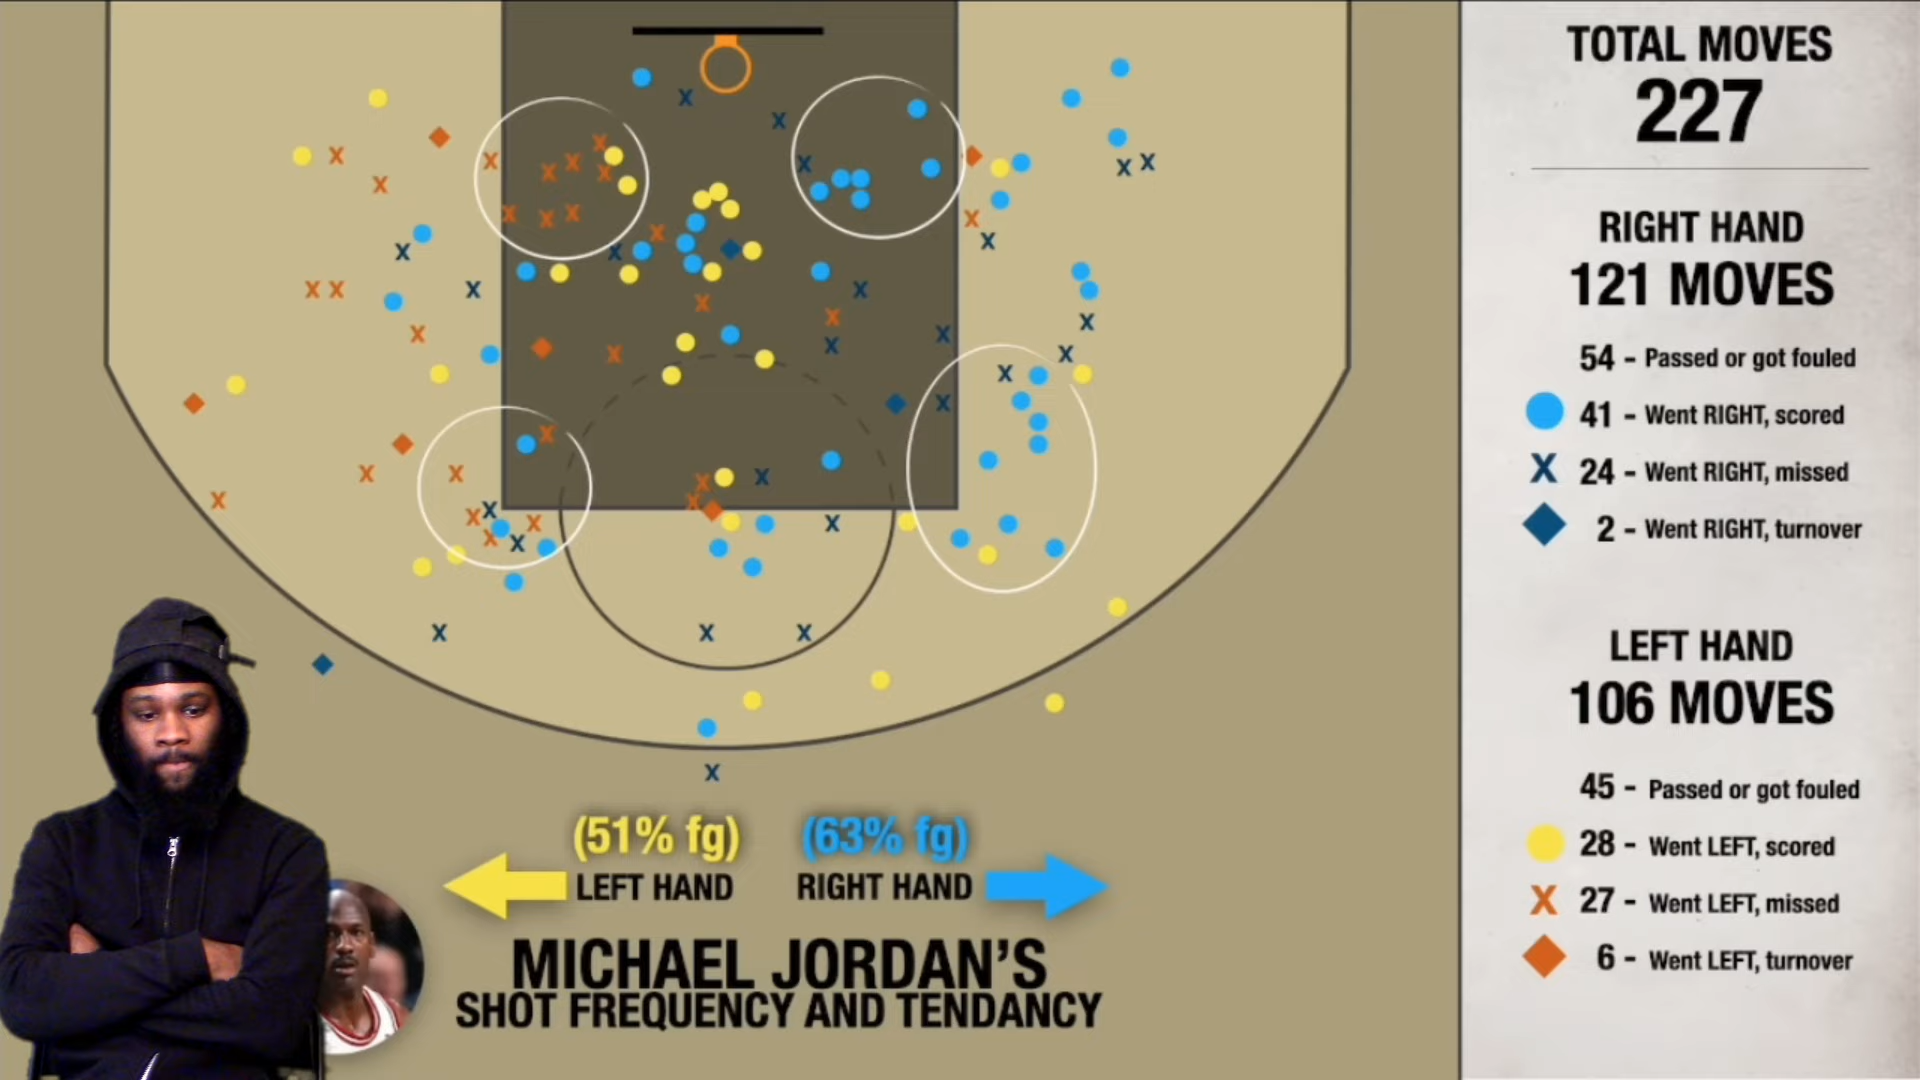 TOTAL MOVES
227
RIGHT HAND
121 MOVES
54 - Passed or got fouled
41 - Went RIGHT, scored
X 24 - Went RIGHT, missed
2 - Went RIGHT, turnover
LEFT HAND
106 MOVES
45 - Passed or got fouled
28 - Went LEFT, scored
X 27 - Went LEFT, missed
6 - Went LEFT, turnover
(51% fg) (63% fg)
LEFT HAND RIGHT HAND
MICHAEL JORDAN'S
SHOT FREQUENCY AND TENDANCY